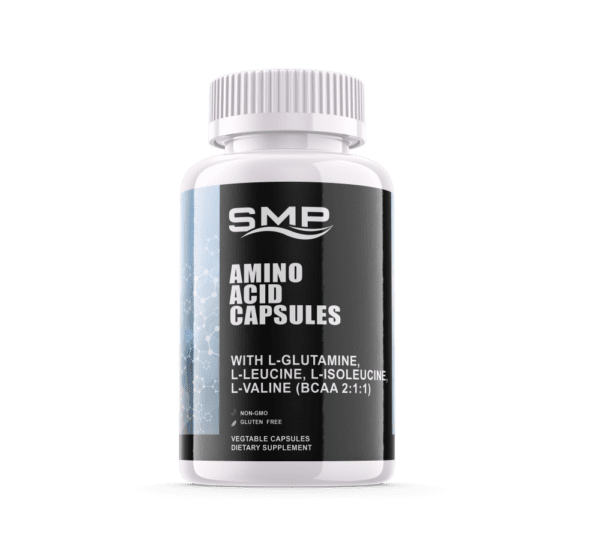 SMP
AMINO
ACID
CAPSULES
WITH L-GLUTAMINE,
L-LEUCINE, L-ISOLEUCINE,
L-VALINE (BCAA 2:1:1)
NON-GMO
GLUTEN FREE
VEGTABLE CAPSULES
DIETARY SUPPLEMENT